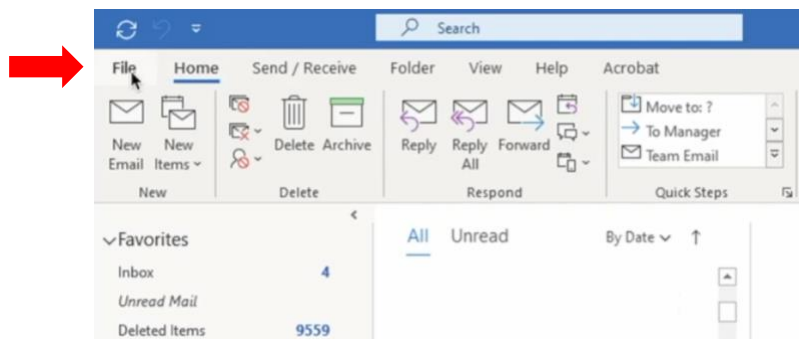 Search
File Home Send / Receive Folder View Help Acrobat
New Email
New Items
Delete
Archive
Reply
Reply All
Forward
Move to: ?
To Manager
Team Email
New
Delete
Respond
Quick Steps
Favorites
Inbox 4
Unread Mail
Deleted Items 9559
All Unread By Date